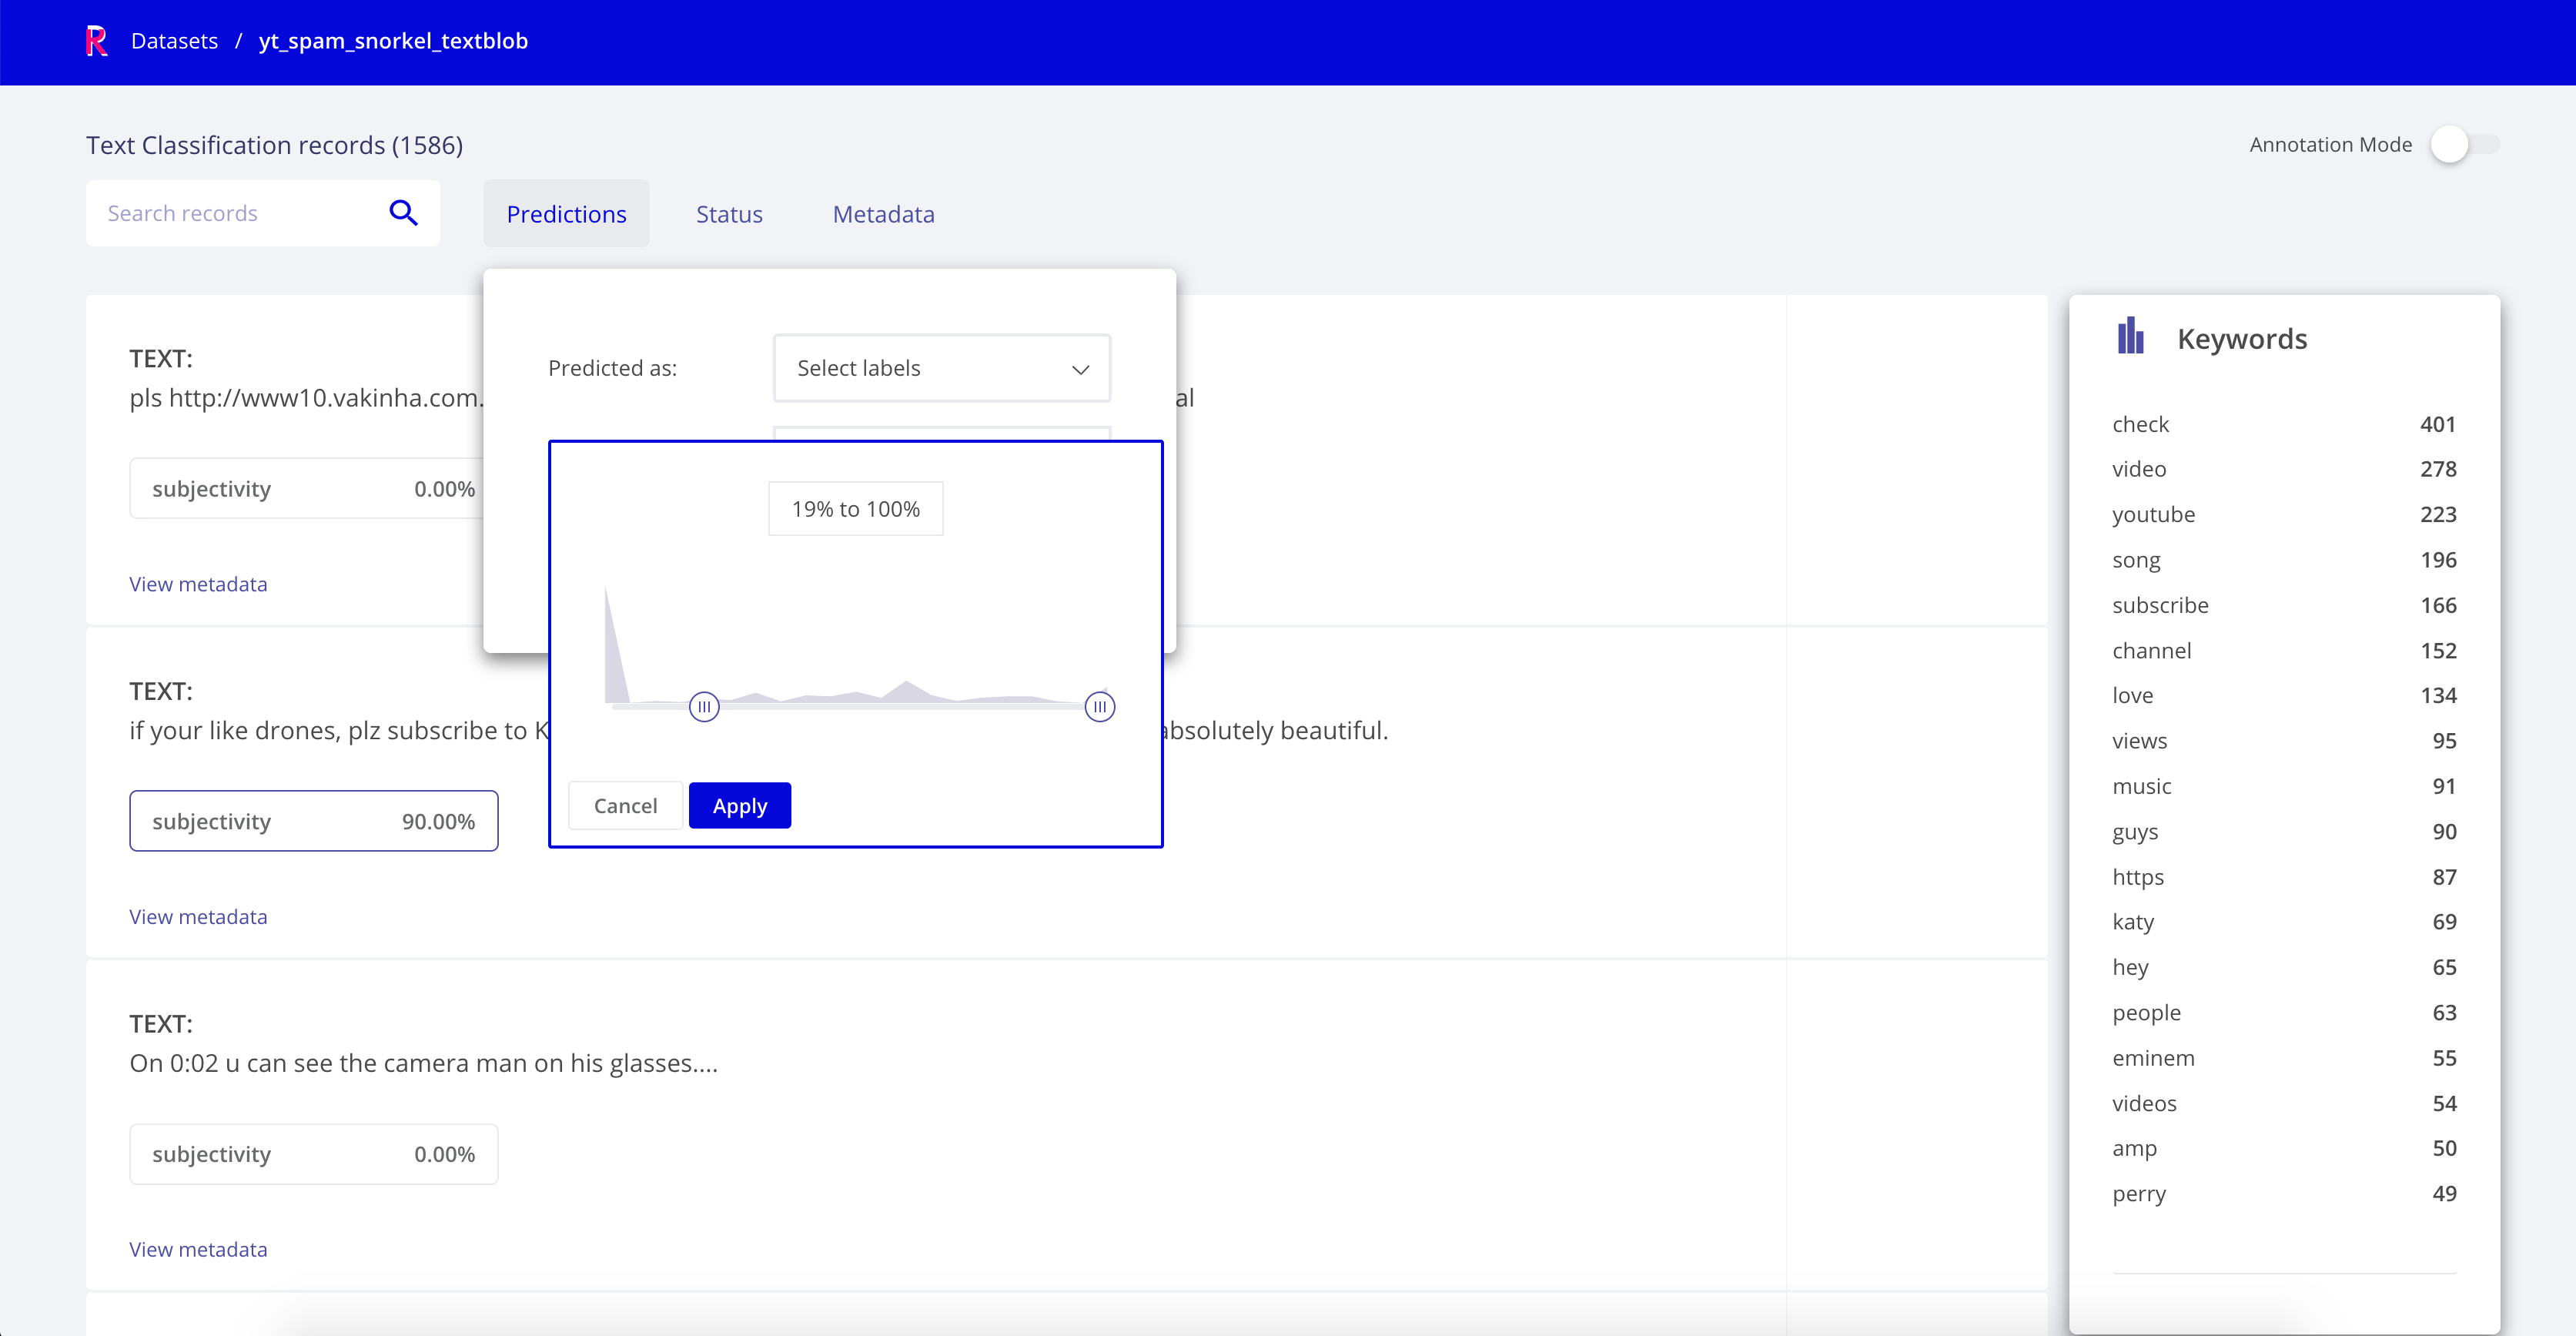 R Datasets / yt_spam_snorkel_textblob
Text Classification records (1586)
Annotation Mode
Search records
Predictions
Status
Metadata
Predicted as:
Select labels
19% to 100%
Cancel
Apply
TEXT:
pls http://www10.vakinha.com.
al
subjectivity 0.00%
View metadata
TEXT:
if your like drones, plz subscribe to K
absolutely beautiful.
subjectivity 90.00%
View metadata
TEXT:
On 0:02 u can see the camera man on his glasses....
subjectivity 0.00%
View metadata
Keywords
check 401
video 278
youtube 223
song 196
subscribe 166
channel 152
love 134
views 95
music 91
guys 90
https 87
katy 69
hey 65
people 63
eminem 55
videos 54
amp 50
perry 49